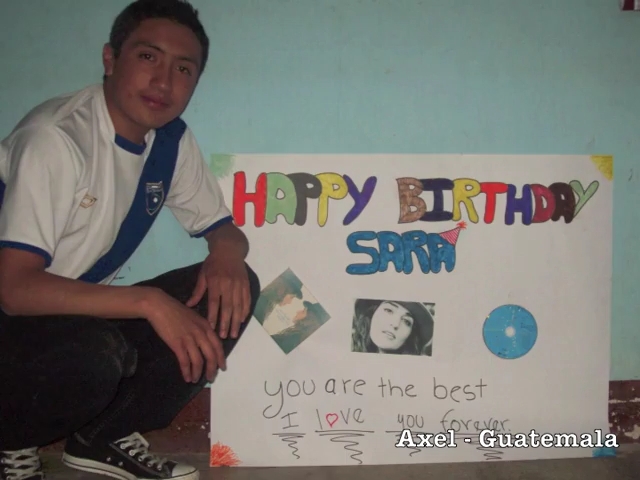 HAPPY BIRTHDAY
SARA
you are the best
I love you forever.
Axel - Guatemala